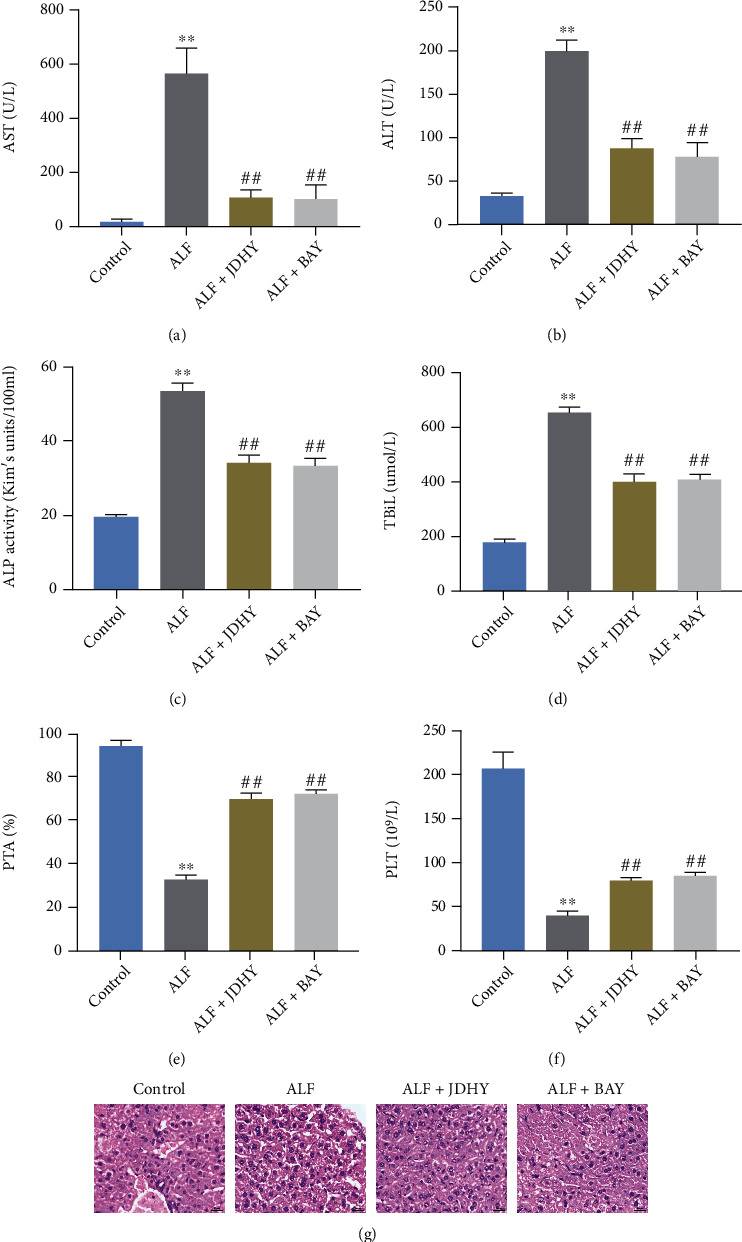 800
600
400
200
0
AST (U/L)
**
##
##
Control
ALF
ALF + JDHY
ALF + BAY
(a)
250
200
150
100
50
0
ALT (U/L)
**
##
##
Control
ALF
ALF + JDHY
ALF + BAY
(b)
60
40
20
0
ALP activity (Kim′s units/100ml)
**
##
##
Control
ALF
ALF + JDHY
ALF + BAY
(c)
800
600
400
200
0
TBiL (umol/L)
**
##
##
Control
ALF
ALF + JDHY
ALF + BAY
(d)
100
80
60
40
20
0
PTA (%)
**
##
##
Control
ALF
ALF + JDHY
ALF + BAY
(e)
250
200
150
100
50
0
PLT (10⁹/L)
**
##
##
Control
ALF
ALF + JDHY
ALF + BAY
(f)
Control
ALF
ALF + JDHY
ALF + BAY
(g)